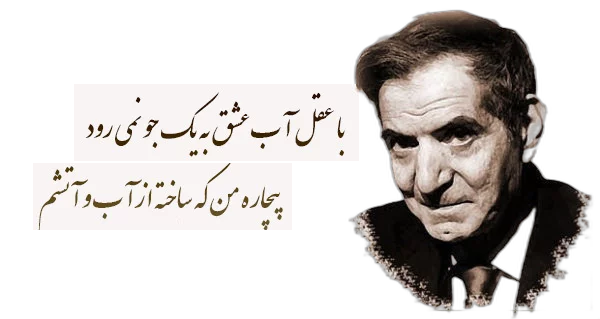 با عقل آب عشق به یک جو نمی رود
بیچاره من که ساخته از آب و آتشم